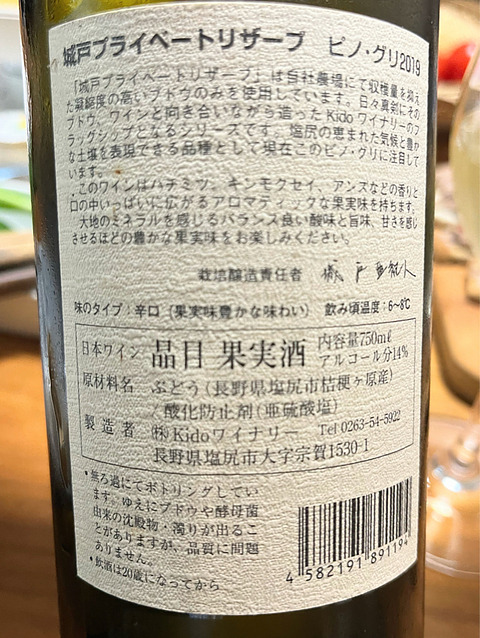 城戸プライベートリザーブ ピノ・グリ2019
「城戸プライベートリザーブ」は自社農場にて収穫量を抑え
た凝縮度の高いブドウのみを使用しています。日々真剣にその
ブドウ、ワインと向き合いながら造ったKidoワイナリーのフ
ラッグシップとなるシリーズです。塩尻の恵まれた気候と豊か
な土壌を表現できる品種として現在このピノ・グリに注目して
います。
このワインはハチミツ、キンモクセイ、アンズなどの香りと
口の中いっぱいに広がるアロマティックな果実味を持ちます。
大地のミネラルを感じるバランス良い酸味と旨味、甘さを感じ
させるほどの豊かな果実味をお楽しみください。
栽培醸造責任者
味のタイプ:辛口(果実味豊かな味わい) 飲み頃温度:6~8℃
日本ワイン 品目 果実酒 内容量750mℓ
アルコール分14%
原材料名 ぶどう(長野県塩尻市桔梗ヶ原産)
/酸化防止剤(亜硫酸塩)
製造者 ㈱Kidoワイナリー Tel 0263-54-5922
長野県塩尻市大字宗賀1530-1
・無ろ過にてボトリングしてい
ます。ゆえにブドウや酵母菌
由来の沈殿物・濁りが出るこ
とがありますが、品質に問題
ありません。
・飲酒は20歳になってから
4 582191 891194